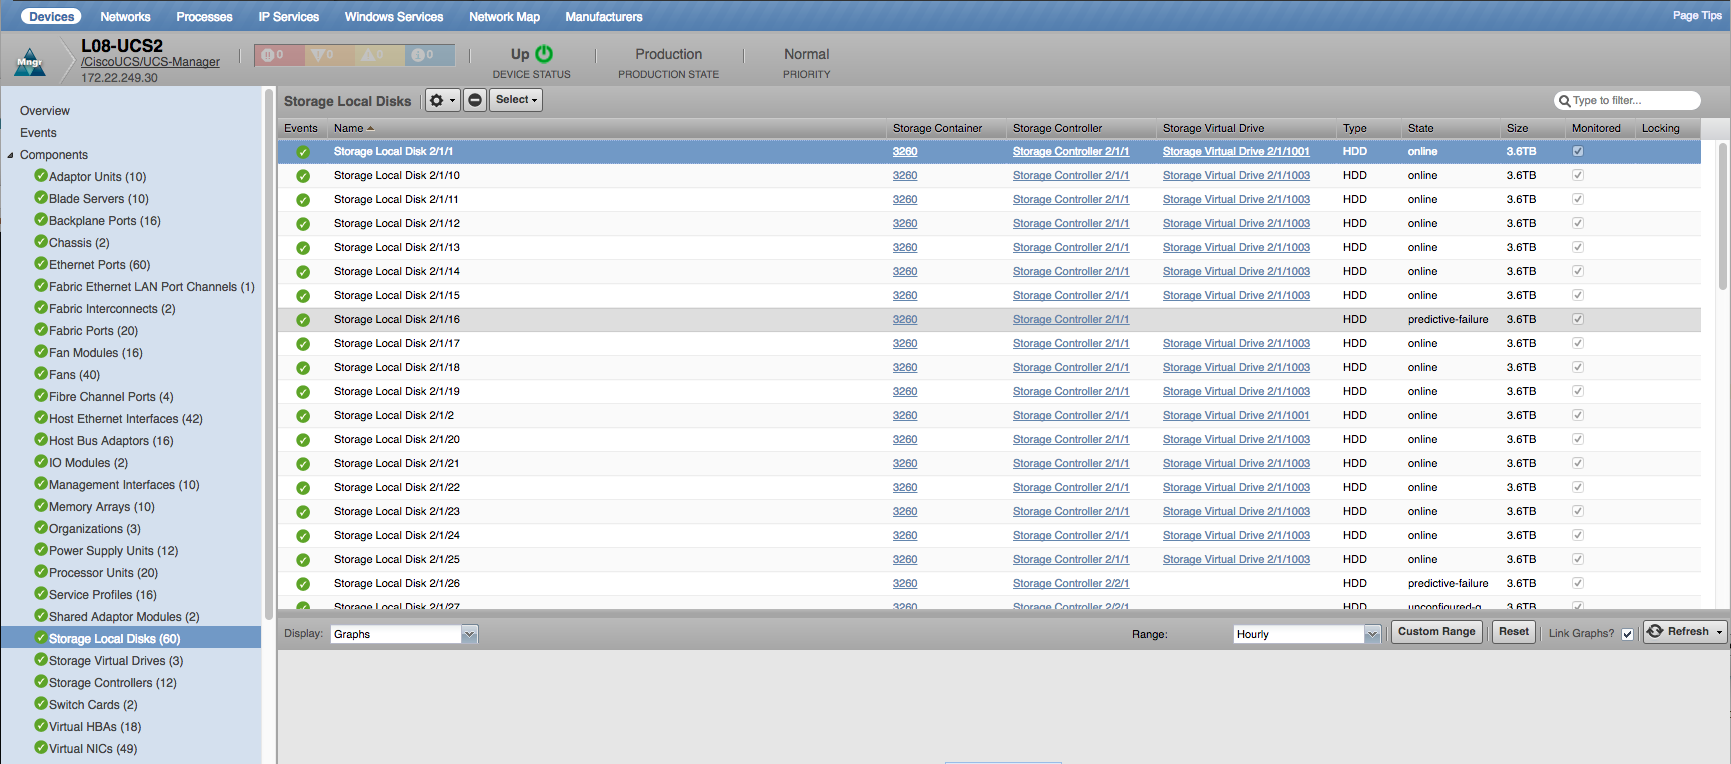 Devices Networks Processes IP Services Windows Services Network Map Manufacturers Page Tips
Mngr
L08-UCS2
/CiscoUCS/UCS-Manager
172.22.249.30
0 0 0 0
Up
DEVICE STATUS
Production
PRODUCTION STATE
Normal
PRIORITY
Overview
Events
Components
Adaptor Units (10)
Blade Servers (10)
Backplane Ports (16)
Chassis (2)
Ethernet Ports (60)
Fabric Ethernet LAN Port Channels (1)
Fabric Interconnects (2)
Fabric Ports (20)
Fan Modules (16)
Fans (40)
Fibre Channel Ports (4)
Host Ethernet Interfaces (42)
Host Bus Adaptors (16)
IO Modules (2)
Management Interfaces (10)
Memory Arrays (10)
Organizations (3)
Power Supply Units (12)
Processor Units (20)
Service Profiles (16)
Shared Adaptor Modules (2)
Storage Local Disks (60)
Storage Virtual Drives (3)
Storage Controllers (12)
Switch Cards (2)
Virtual HBAs (18)
Virtual NICs (49)
Storage Local Disks Select Type to filter...
Events Name Storage Container Storage Controller Storage Virtual Drive Type State Size Monitored Locking
Storage Local Disk 2/1/1 3260 Storage Controller 2/1/1 Storage Virtual Drive 2/1/1001 HDD online 3.6TB
Storage Local Disk 2/1/10 3260 Storage Controller 2/1/1 Storage Virtual Drive 2/1/1003 HDD online 3.6TB
Storage Local Disk 2/1/11 3260 Storage Controller 2/1/1 Storage Virtual Drive 2/1/1003 HDD online 3.6TB
Storage Local Disk 2/1/12 3260 Storage Controller 2/1/1 Storage Virtual Drive 2/1/1003 HDD online 3.6TB
Storage Local Disk 2/1/13 3260 Storage Controller 2/1/1 Storage Virtual Drive 2/1/1003 HDD online 3.6TB
Storage Local Disk 2/1/14 3260 Storage Controller 2/1/1 Storage Virtual Drive 2/1/1003 HDD online 3.6TB
Storage Local Disk 2/1/15 3260 Storage Controller 2/1/1 Storage Virtual Drive 2/1/1003 HDD online 3.6TB
Storage Local Disk 2/1/16 3260 Storage Controller 2/1/1 HDD predictive-failure 3.6TB
Storage Local Disk 2/1/17 3260 Storage Controller 2/1/1 Storage Virtual Drive 2/1/1003 HDD online 3.6TB
Storage Local Disk 2/1/18 3260 Storage Controller 2/1/1 Storage Virtual Drive 2/1/1003 HDD online 3.6TB
Storage Local Disk 2/1/19 3260 Storage Controller 2/1/1 Storage Virtual Drive 2/1/1003 HDD online 3.6TB
Storage Local Disk 2/1/2 3260 Storage Controller 2/1/1 Storage Virtual Drive 2/1/1001 HDD online 3.6TB
Storage Local Disk 2/1/20 3260 Storage Controller 2/1/1 Storage Virtual Drive 2/1/1003 HDD online 3.6TB
Storage Local Disk 2/1/21 3260 Storage Controller 2/1/1 Storage Virtual Drive 2/1/1003 HDD online 3.6TB
Storage Local Disk 2/1/22 3260 Storage Controller 2/1/1 Storage Virtual Drive 2/1/1003 HDD online 3.6TB
Storage Local Disk 2/1/23 3260 Storage Controller 2/1/1 Storage Virtual Drive 2/1/1003 HDD online 3.6TB
Storage Local Disk 2/1/24 3260 Storage Controller 2/1/1 Storage Virtual Drive 2/1/1003 HDD online 3.6TB
Storage Local Disk 2/1/25 3260 Storage Controller 2/1/1 Storage Virtual Drive 2/1/1003 HDD online 3.6TB
Storage Local Disk 2/1/26 3260 Storage Controller 2/2/1 HDD predictive-failure 3.6TB
Storage Local Disk 2/1/27 3260 Storage Controller 2/2/1 HDD unconfigured-g 3.6TB
Display: Graphs Range: Hourly Custom Range Reset Link Graphs? Refresh